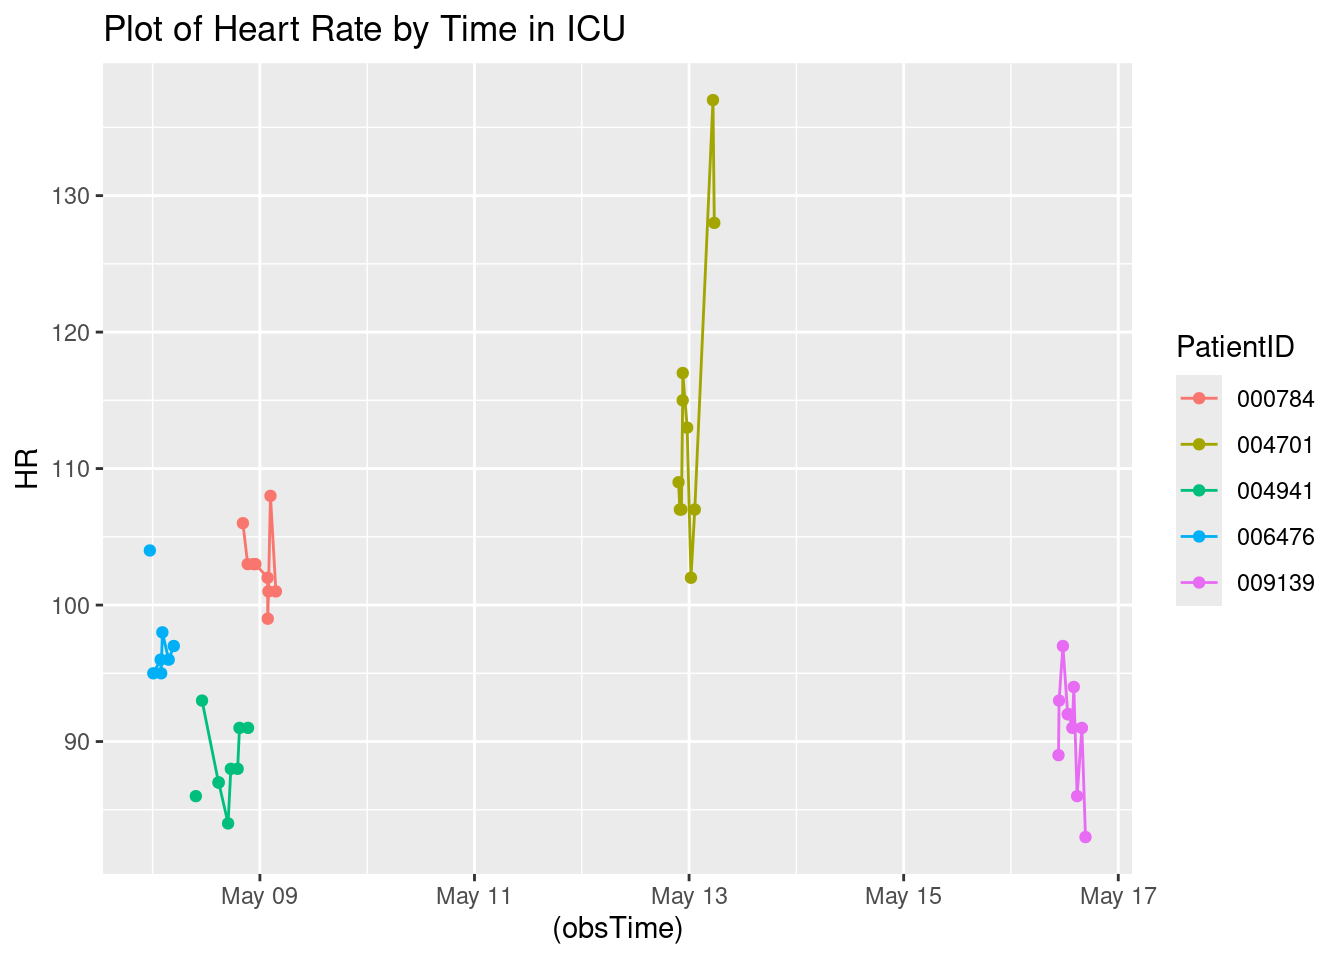 Plot of Heart Rate by Time in ICU
130
120
110
100
90
HR
May 09
May 11
May 13
May 15
May 17
(obsTime)
PatientID
000784
004701
004941
006476
009139